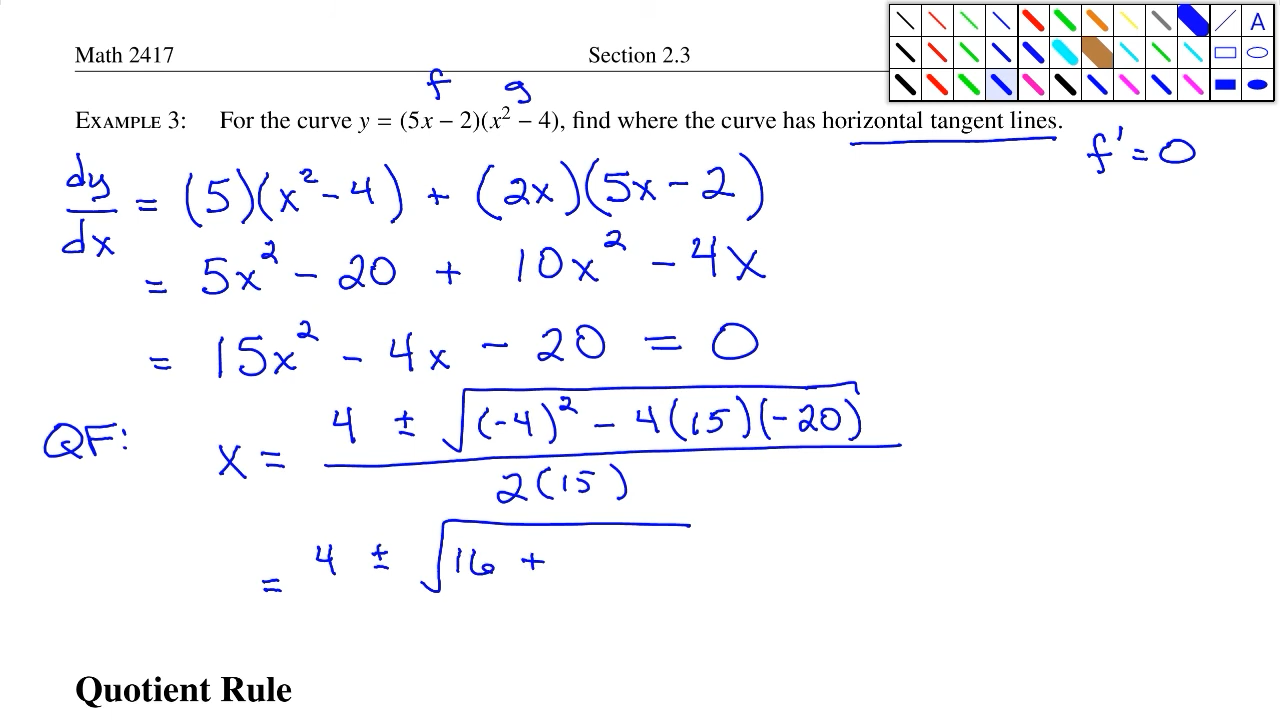 Math 2417 Section 2.3
f g
EXAMPLE 3: For the curve y = (5x − 2)(x² − 4), find where the curve has horizontal tangent lines.
f' = 0
dy/dx = (5)(x² − 4) + (2x)(5x − 2)
= 5x² − 20 + 10x² − 4x
= 15x² − 4x − 20 = 0
QF: x = 4 ± √(-4)² − 4(15)(-20) / 2(15)
= 4 ± √16 +
Quotient Rule
A